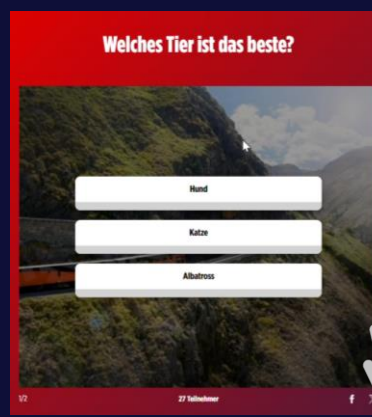 Welches Tier ist das beste?
Hund
Katze
Albatross
1/2
27 Teilnehmer